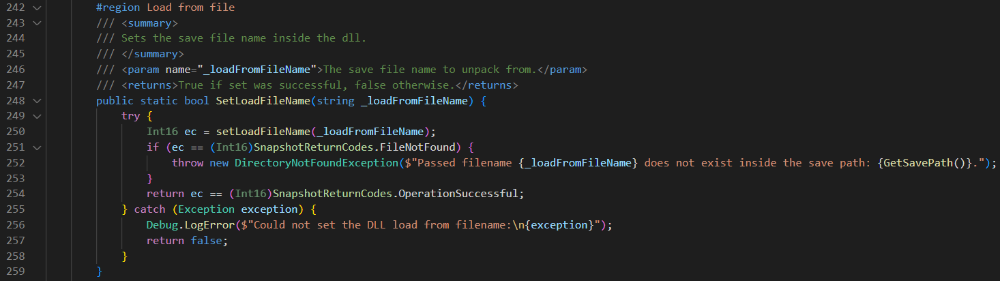 242 #region Load from file
243 /// <summary>
244 /// Sets the save file name inside the dll.
245 /// </summary>
246 /// <param name="_loadFromFileName">The save file name to unpack from.</param>
247 /// <returns>True if set was successful, false otherwise.</returns>
248 public static bool SetLoadFileName(string _loadFromFileName) {
249 try {
250 Int16 ec = setLoadFileName(_loadFromFileName);
251 if (ec == (Int16)SnapshotReturnCodes.FileNotFound) {
252 throw new DirectoryNotFoundException($"Passed filename {_loadFromFileName} does not exist inside the save path: {GetSavePath()}.");
253 }
254 return ec == (Int16)SnapshotReturnCodes.OperationSuccessful;
255 } catch (Exception exception) {
256 Debug.LogError($"Could not set the DLL load from filename:\n{exception}");
257 return false;
258 }
259 }